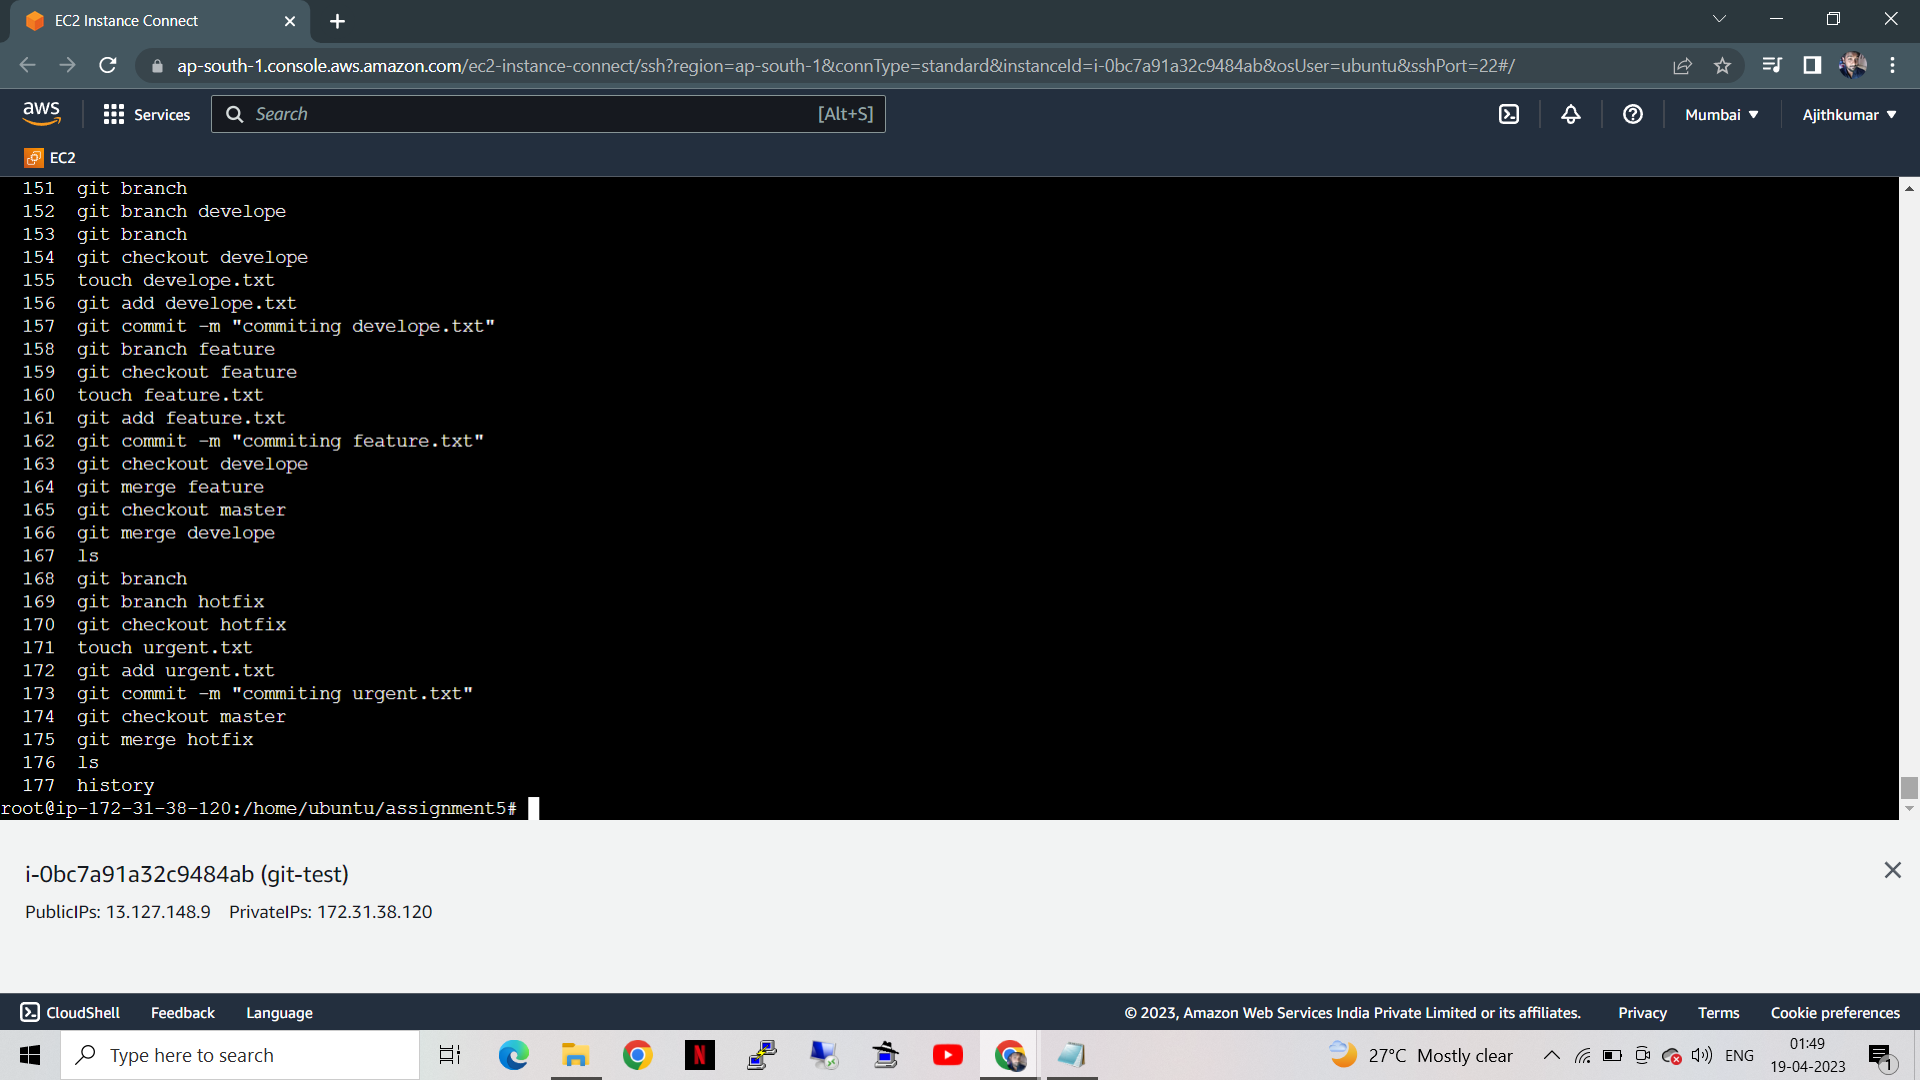 EC2 Instance Connect
ap-south-1.console.aws.amazon.com/ec2-instance-connect/ssh?region=ap-south-1&connType=standard&instanceId=i-0bc7a91a32c9484ab&osUser=ubuntu&sshPort=22#/
aws Services Search [Alt+S] Mumbai Ajithkumar
EC2
151 git branch
152 git branch develope
153 git branch
154 git checkout develope
155 touch develope.txt
156 git add develope.txt
157 git commit -m "commiting develope.txt"
158 git branch feature
159 git checkout feature
160 touch feature.txt
161 git add feature.txt
162 git commit -m "commiting feature.txt"
163 git checkout develope
164 git merge feature
165 git checkout master
166 git merge develope
167 ls
168 git branch
169 git branch hotfix
170 git checkout hotfix
171 touch urgent.txt
172 git add urgent.txt
173 git commit -m "commiting urgent.txt"
174 git checkout master
175 git merge hotfix
176 ls
177 history
root@ip-172-31-38-120:/home/ubuntu/assignment5#
i-0bc7a91a32c9484ab (git-test)
PublicIPs: 13.127.148.9 PrivateIPs: 172.31.38.120
CloudShell Feedback Language © 2023, Amazon Web Services India Private Limited or its affiliates. Privacy Terms Cookie preferences
Type here to search N 27°C Mostly clear ENG 01:49
19-04-2023 1